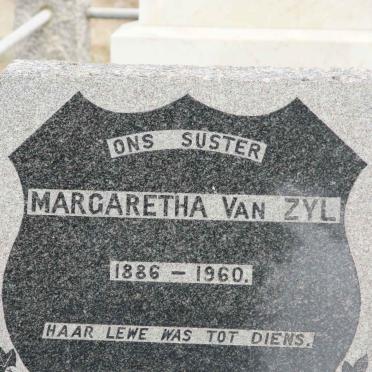 ONS SUSTER
MARGARETHA VAN ZYL
1886 – 1960.
HAAR LEWE WAS TOT DIENS.